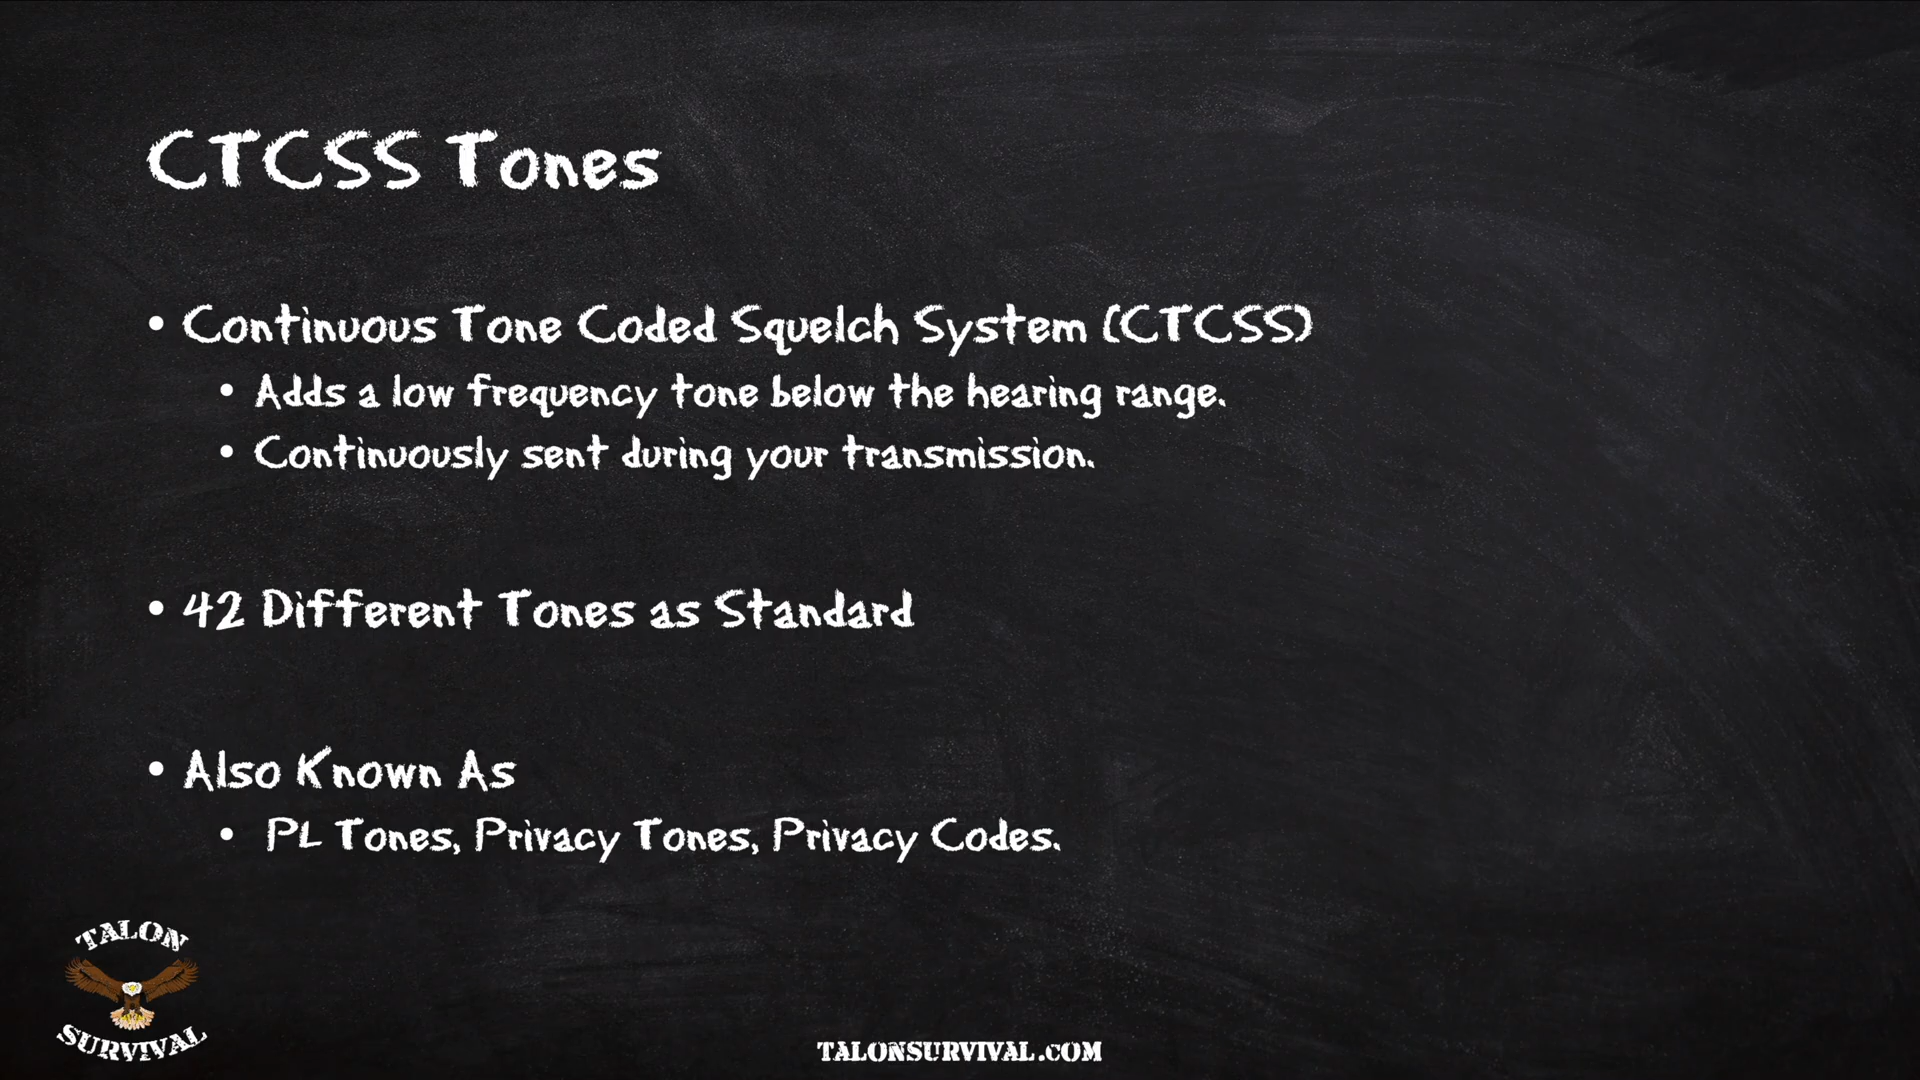 CTCSS Tones
• Continuous Tone Coded Squelch System (CTCSS)
• Adds a low frequency tone below the hearing range.
• Continuously sent during your transmission.
• 42 Different Tones as Standard
• Also Known As
• PL Tones, Privacy Tones, Privacy Codes.
TALON
SURVIVAL
TALONSURVIVAL.COM